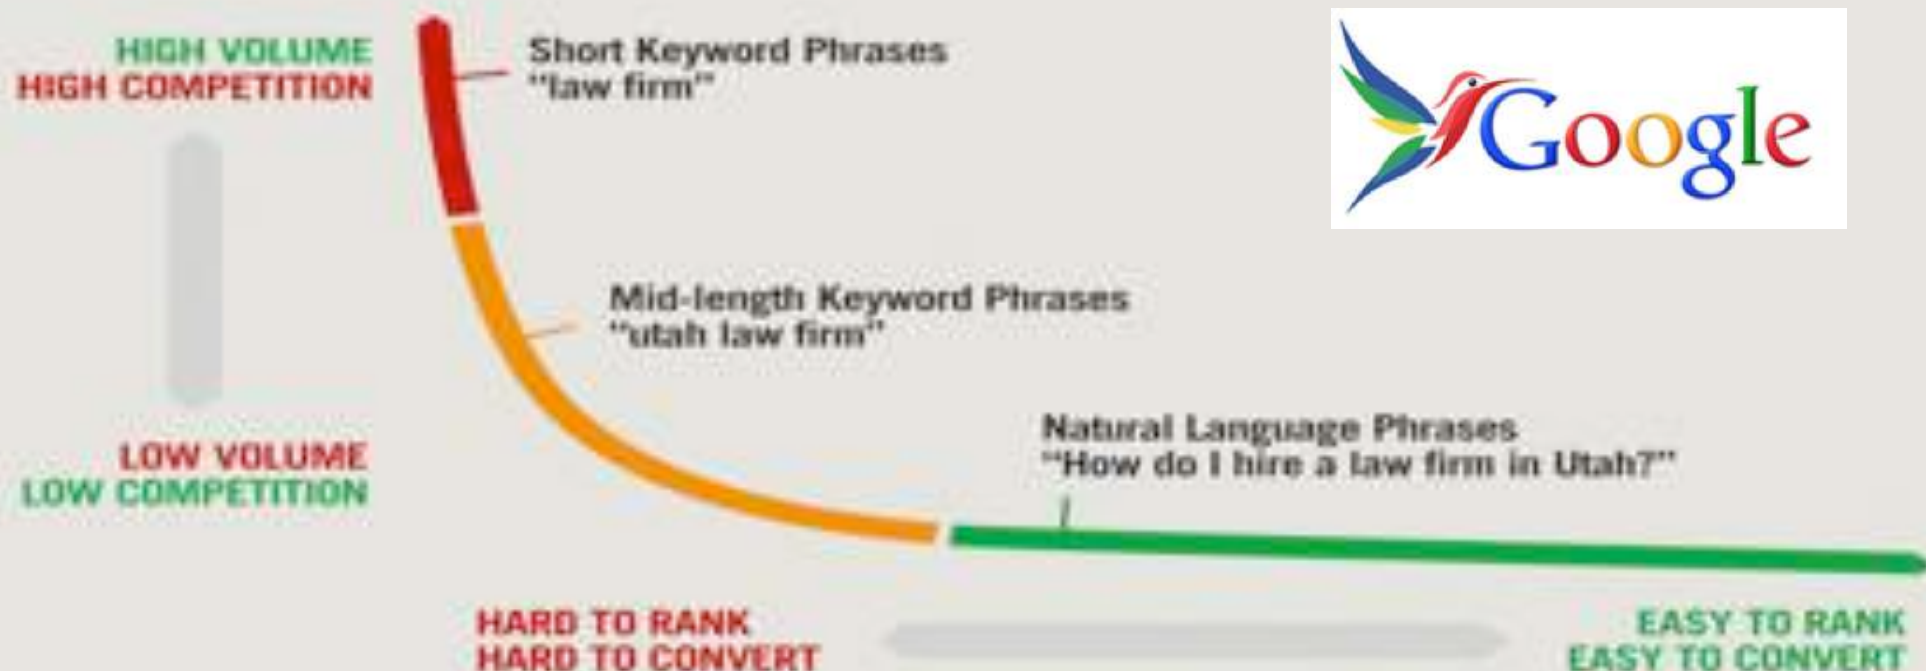 HIGH VOLUME
HIGH COMPETITION
Short Keyword Phrases
"law firm"
Google
Mid-length Keyword Phrases
"utah law firm"
LOW VOLUME
LOW COMPETITION
Natural Language Phrases
"How do I hire a law firm in Utah?"
HARD TO RANK
HARD TO CONVERT
EASY TO RANK
EASY TO CONVERT